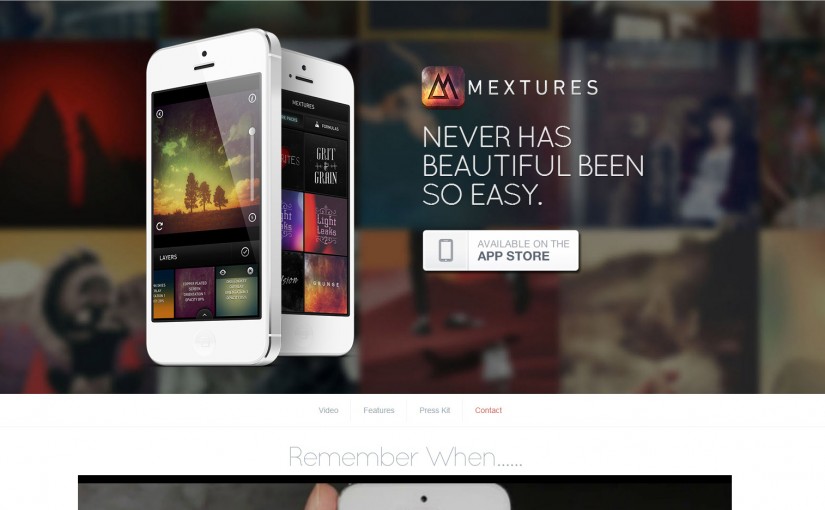 MEXTURES
NEVER HAS
BEAUTIFUL BEEN
SO EASY.
AVAILABLE ON THE
APP STORE
MEXTURES
FORMULAS
GRIT
&
GRAIN
Light
Leaks
GRUNGE
LAYERS
Video
Features
Press Kit
Contact
Remember When......